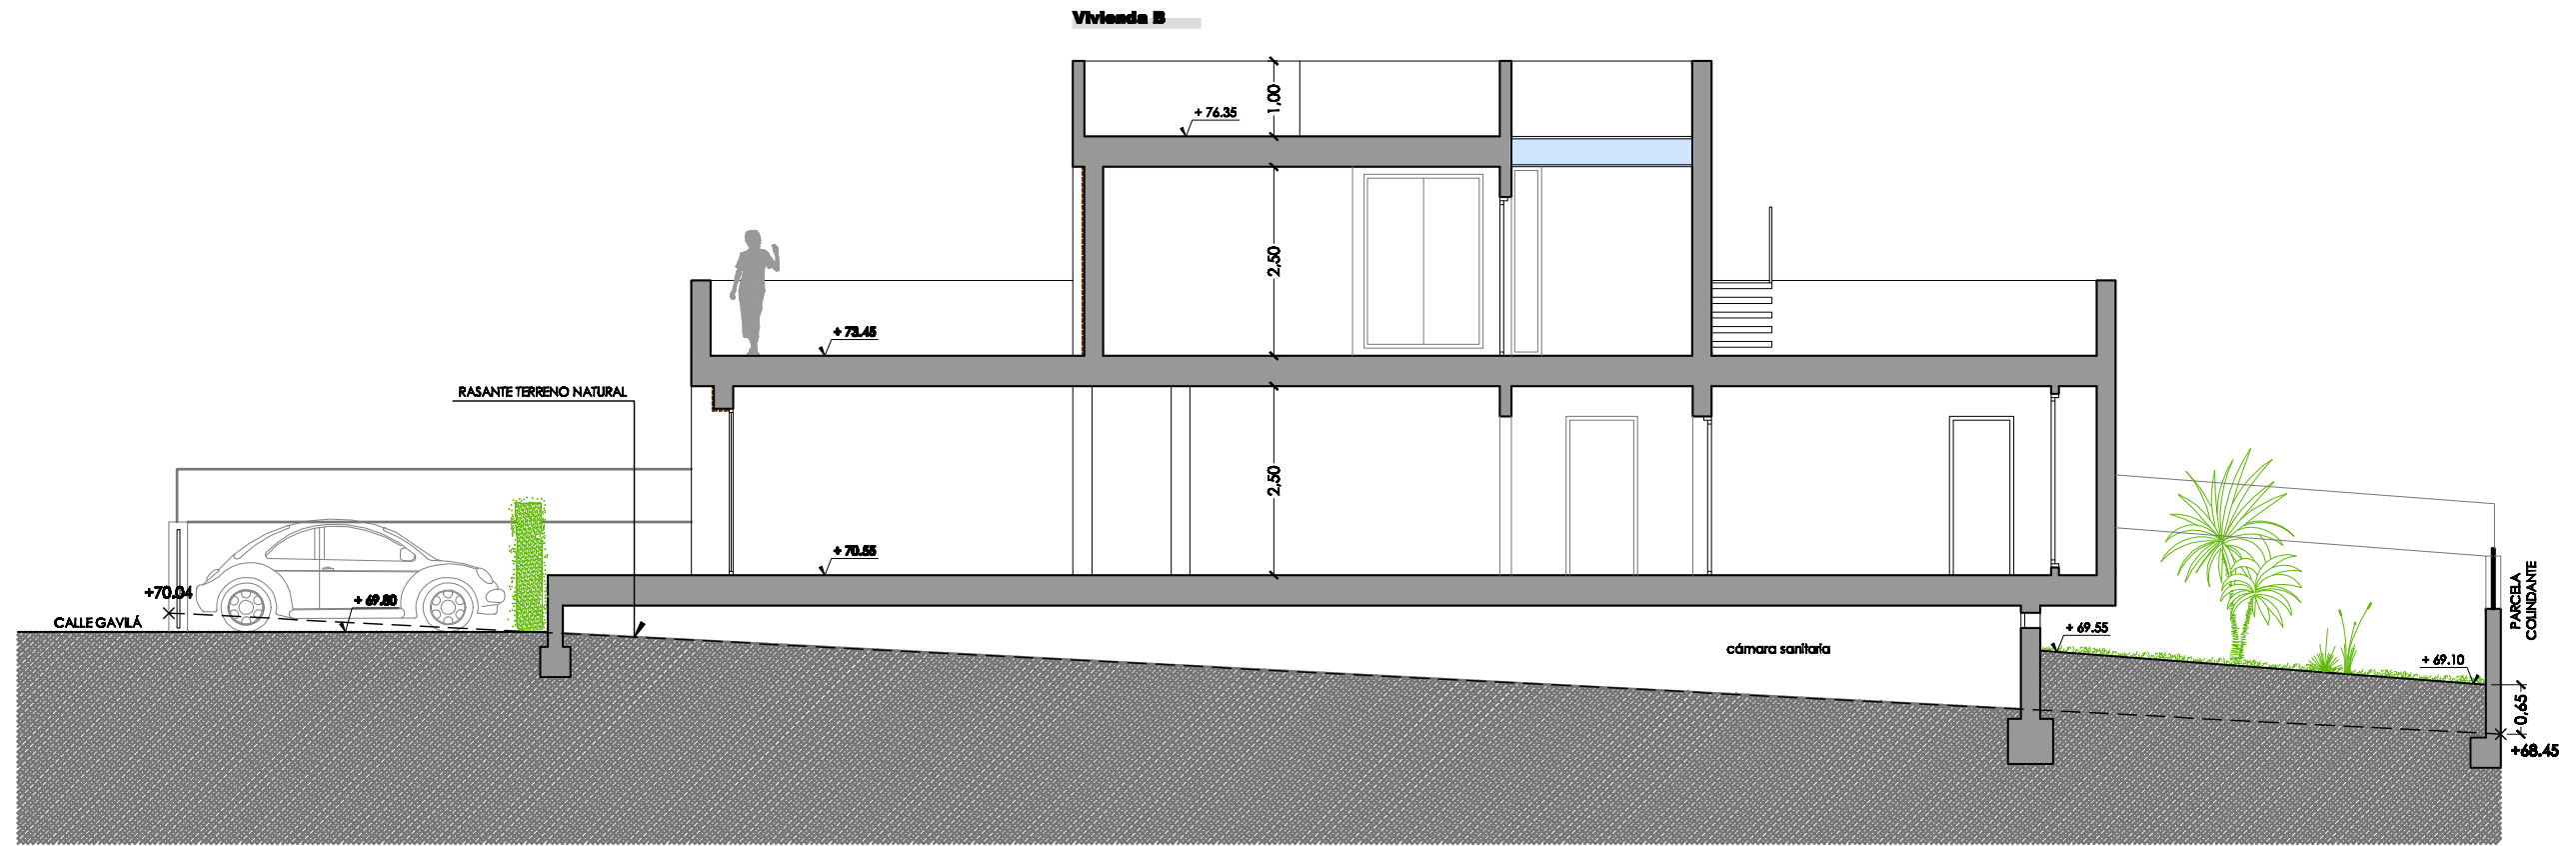 Vivienda B
1,00
+ 76.35
2,50
+ 73.45
RASANTE TERRENO NATURAL
2,50
+ 70.55
+70.04
+ 69.80
CALLE GAVILÁ
cámara sanitaria
+ 69.55
+ 69.10
PARCELA
COLINDANTE
0,65
+68.45